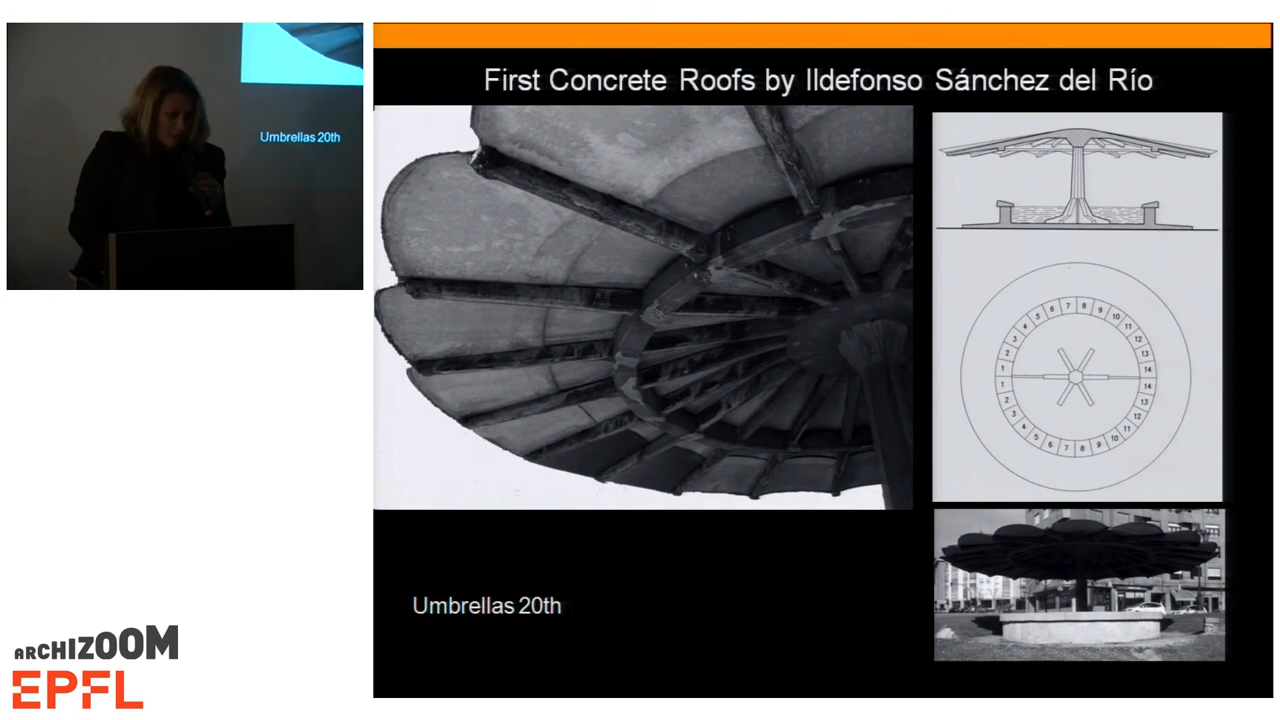 First Concrete Roofs by Ildefonso Sánchez del Río
Umbrellas 20th
Umbrellas 20th
7 8
6 9
5 10
4 11
3 12
2 13
1 14
1 14
2 13
3 12
4 11
5 10
6 9
7 8
ARCHIZOOM
EPFL